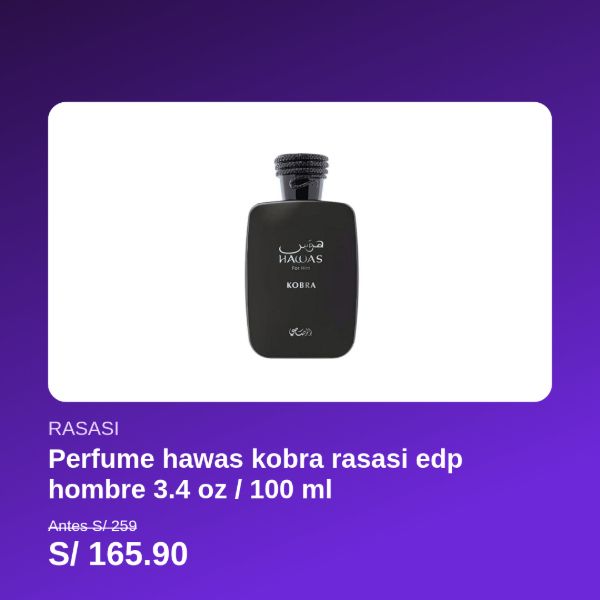 هوس
HAWAS
For Him
KOBRA
الرصاصي
RASASI
Perfume hawas kobra rasasi edp
hombre 3.4 oz / 100 ml
Antes S/ 259
S/ 165.90